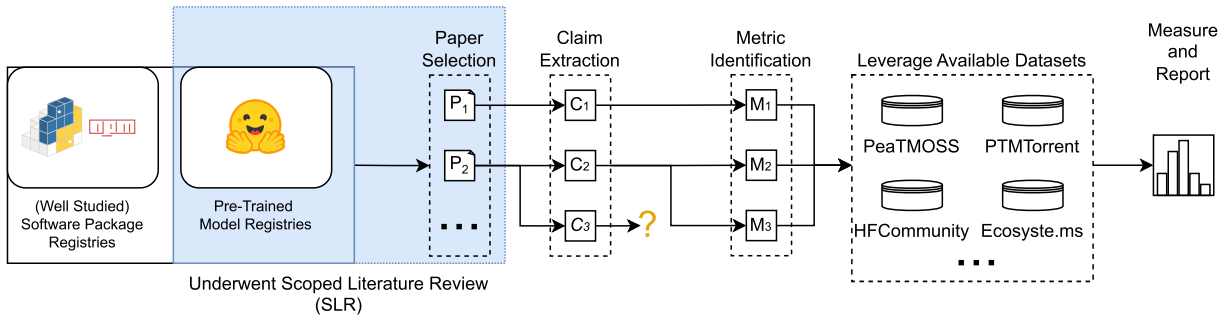 (Well Studied)
Software Package
Registries
Pre-Trained
Model Registries
Underwent Scoped Literature Review
(SLR)
Paper
Selection
P1
P2
...
Claim
Extraction
C1
C2
C3
?
Metric
Identification
M1
M2
M3
Leverage Available Datasets
PeaTMOSS
PTMTorrent
HFCommunity
Ecosyste.ms
...
Measure
and
Report